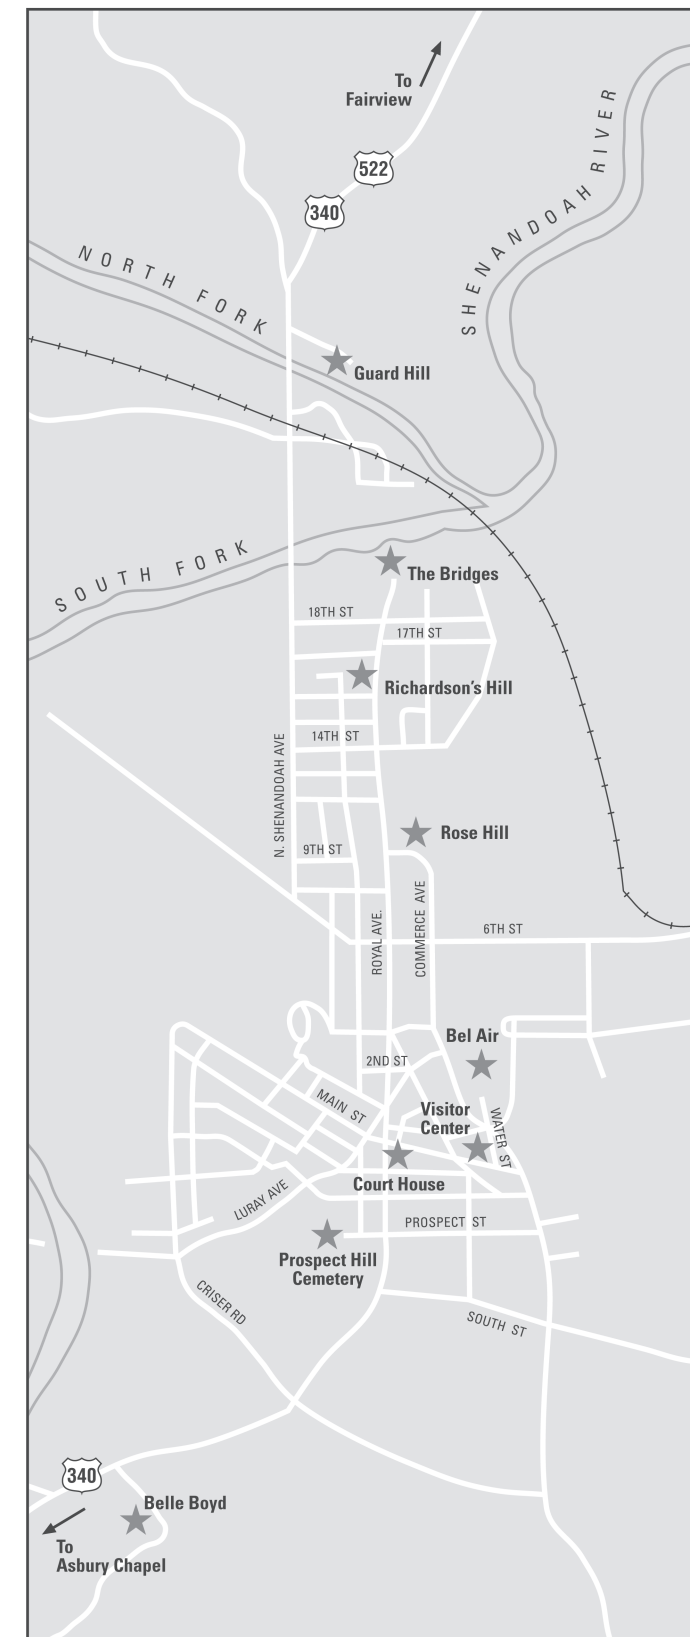 To
Fairview
522
340
SHENANDOAH RIVER
NORTH FORK
Guard Hill
SOUTH FORK
The Bridges
18TH ST
17TH ST
Richardson's Hill
14TH ST
N. SHENANDOAH AVE
Rose Hill
9TH ST
COMMERCE AVE
ROYAL AVE.
6TH ST
Bel Air
2ND ST
MAIN ST
Visitor
Center
WATER ST
Court House
LURAY AVE
PROSPECT ST
Prospect Hill
Cemetery
CRISER RD
SOUTH ST
340
Belle Boyd
To
Asbury Chapel